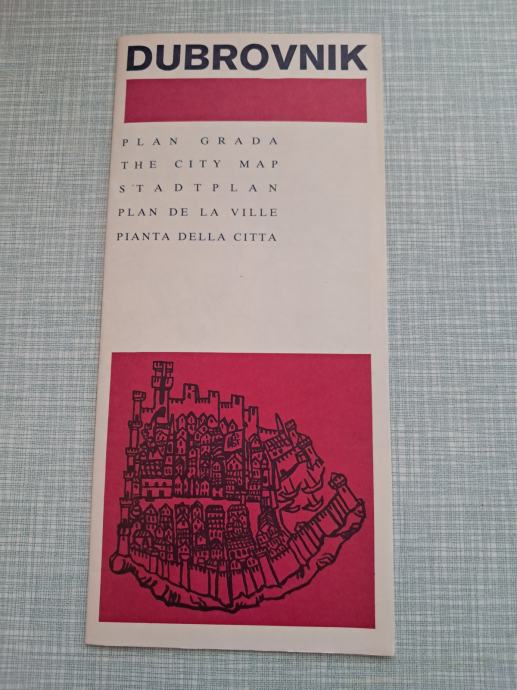 DUBROVNIK
PLAN GRADA
THE CITY MAP
STADTPLAN
PLAN DE LA VILLE
PIANTA DELLA CITTA